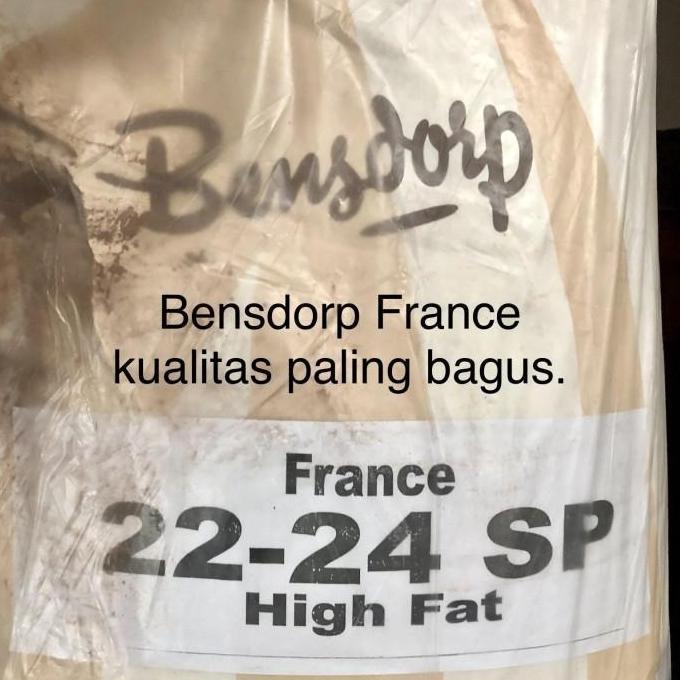 Bensdorp
Bensdorp France
kualitas paling bagus.
France
22-24 SP
High Fat